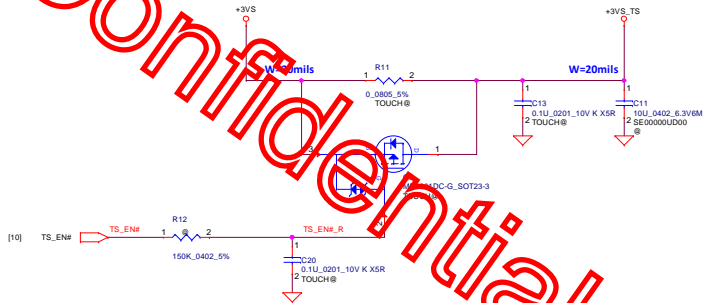 +3VS
+3VS_TS
Confidential
R11
1 2
0_0805_5%
TOUCH@
W=20mils
1
C13
2
0.1U_0201_10V K X5R
TOUCH@
1
C11
2
10U_0402_6.3V6M
SE00000UD00
@
3
D
1
G
2
TOUCH@
[10] TS_EN#
TS_EN#
R12
@
1 2
150K_0402_5%
TS_EN#_R
1
C20
2
0.1U_0201_10V K X5R
TOUCH@